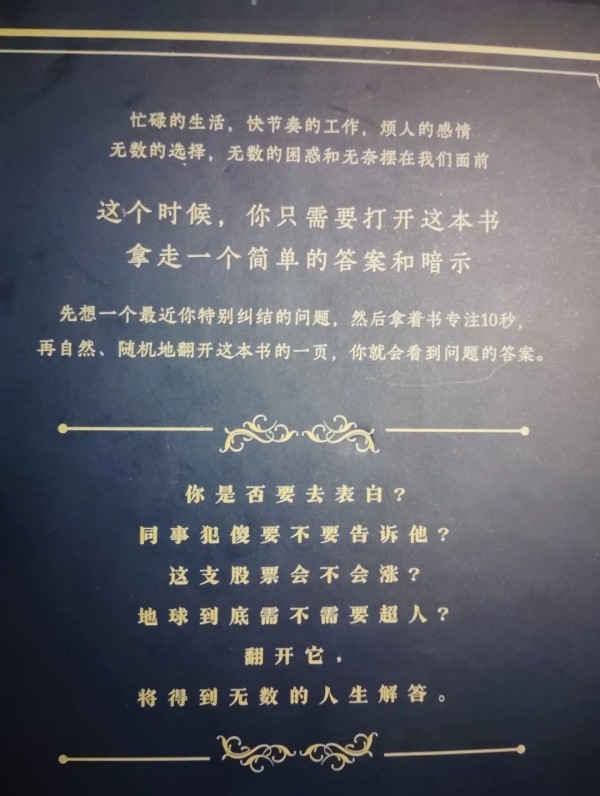 忙碌的生活，快节奏的工作，烦人的感情
无数的选择，无数的困惑和无奈摆在我们面前
这个时候，你只需要打开这本书
拿走一个简单的答案和暗示
先想一个最近你特别纠结的问题，然后拿着书专注10秒，
再自然、随机地翻开这本书的一页，你就会看到问题的答案。
你是否要去表白？
同事犯傻要不要告诉他？
这支股票会不会涨？
地球到底需不需要超人？
翻开它，
将得到无数的人生解答。